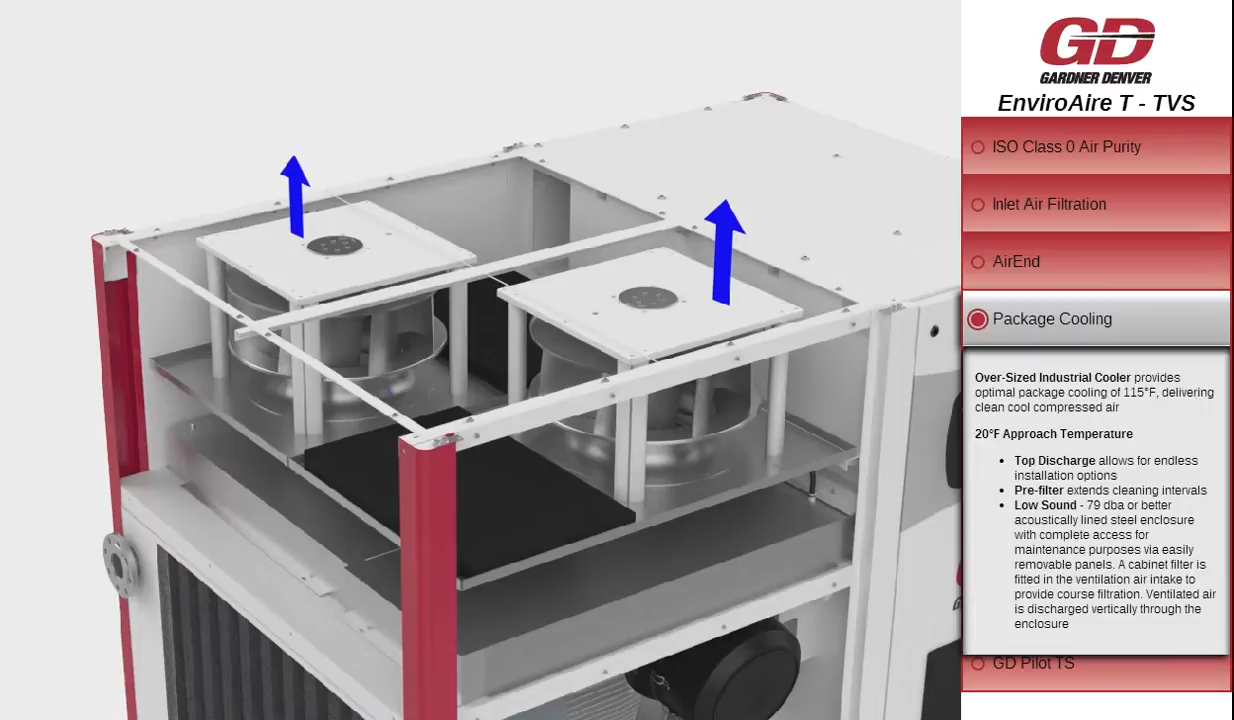 GD
GARDNER DENVER
EnviroAire T - TVS
ISO Class 0 Air Purity
Inlet Air Filtration
AirEnd
Package Cooling
Over-Sized Industrial Cooler provides
optimal package cooling of 115°F, delivering
clean cool compressed air
20°F Approach Temperature
• Top Discharge allows for endless
installation options
• Pre-filter extends cleaning intervals
• Low Sound - 79 dba or better
acoustically lined steel enclosure
with complete access for
maintenance purposes via easily
removable panels. A cabinet filter is
fitted in the ventilation air intake to
provide course filtration. Ventilated air
is discharged vertically through the
enclosure
GD Pilot TS